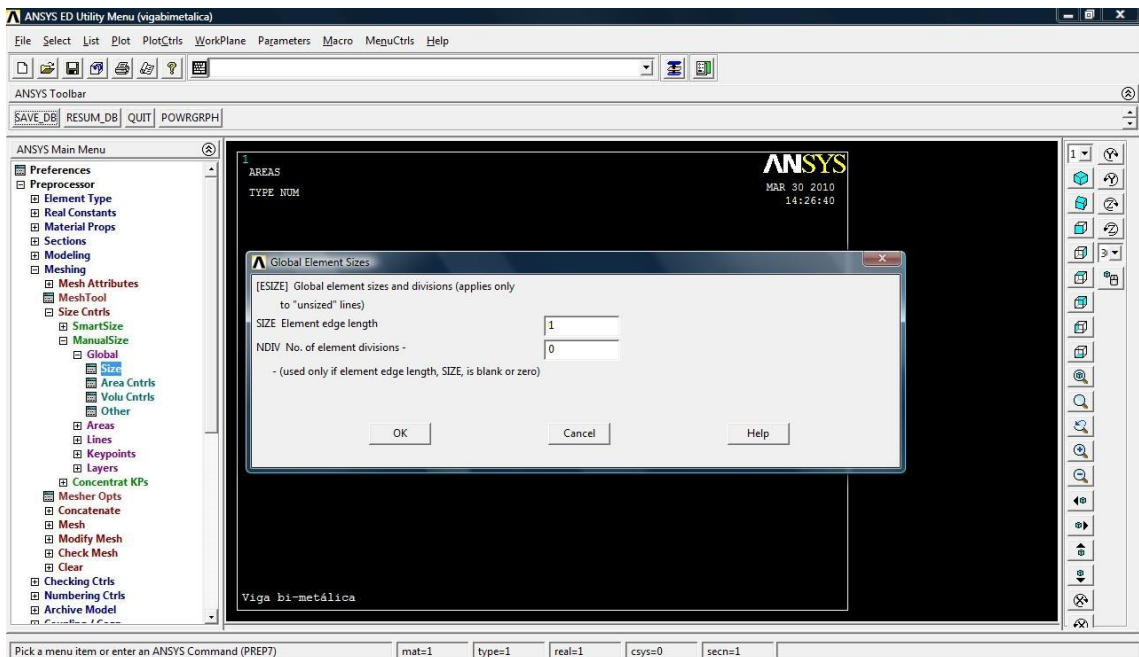 ANSYS ED Utility Menu (vigabimetalica)
File Select List Plot PlotCtrls WorkPlane Parameters Macro MenuCtrls Help
ANSYS Toolbar
SAVE_DB RESUM_DB QUIT POWRGRPH
ANSYS Main Menu
Preferences
Preprocessor
Element Type
Real Constants
Material Props
Sections
Modeling
Meshing
Mesh Attributes
MeshTool
Size Cntrls
SmartSize
ManualSize
Global
Size
Area Cntrls
Volu Cntrls
Other
Areas
Lines
Keypoints
Layers
Concentrat KPs
Mesher Opts
Concatenate
Mesh
Modify Mesh
Check Mesh
Clear
Checking Ctrls
Numbering Ctrls
Archive Model
1
AREAS
TYPE NUM
ANSYS
MAR 30 2010
14:26:40
Global Element Sizes
[ESIZE] Global element sizes and divisions (applies only
to "unsized" lines)
SIZE Element edge length 1
NDIV No. of element divisions - 0
- (used only if element edge length, SIZE, is blank or zero)
OK Cancel Help
Viga bi-metálica
1
Pick a menu item or enter an ANSYS Command (PREP7) mat=1 type=1 real=1 csys=0 secn=1